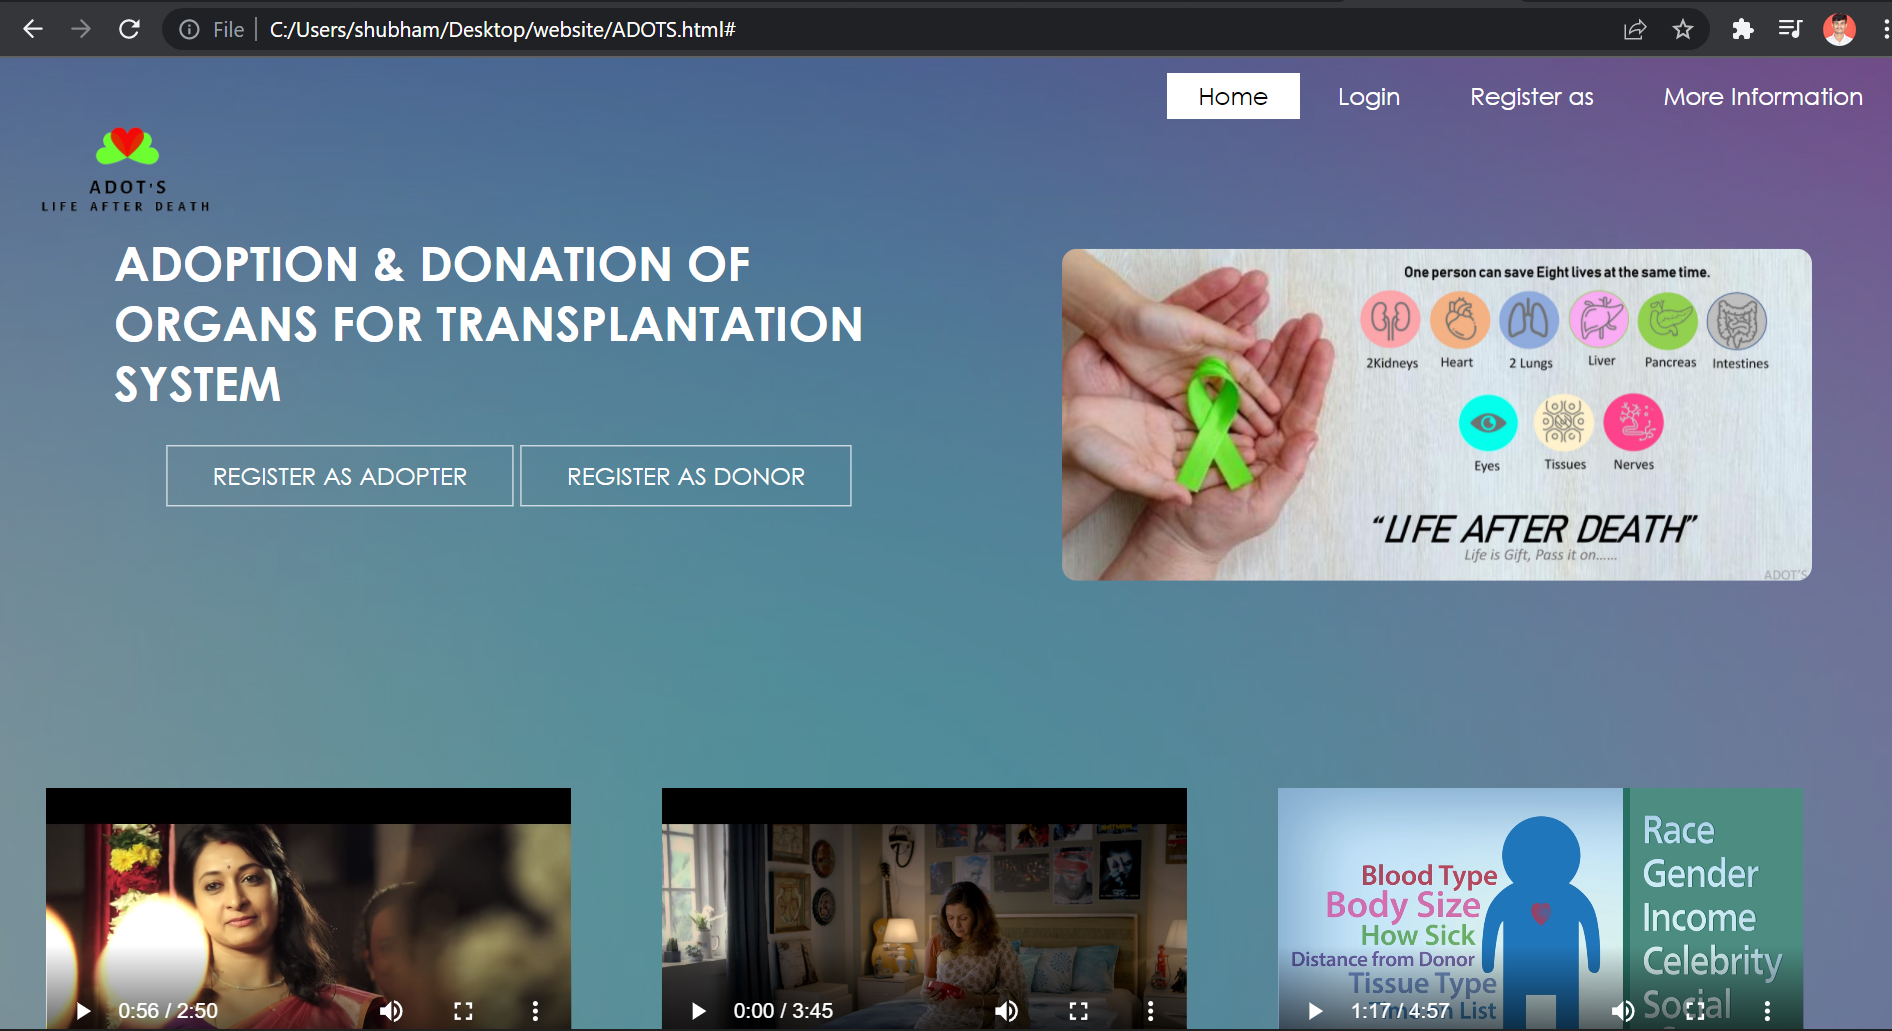 File
C:/Users/shubham/Desktop/website/ADOTS.html#
Home
Login
Register as
More Information
ADOT'S
LIFE AFTER DEATH
ADOPTION & DONATION OF
ORGANS FOR TRANSPLANTATION
SYSTEM
REGISTER AS ADOPTER
REGISTER AS DONOR
One person can save Eight lives at the same time.
2Kidneys
Heart
2 Lungs
Liver
Pancreas
Intestines
Eyes
Tissues
Nerves
“LIFE AFTER DEATH”
Life is Gift, Pass it on......
ADOT'S
0:56 / 2:50
0:00 / 3:45
Blood Type
Body Size
How Sick
Distance from Donor
Tissue Type
List
1:17 / 4:57
Race
Gender
Income
Celebrity
Social